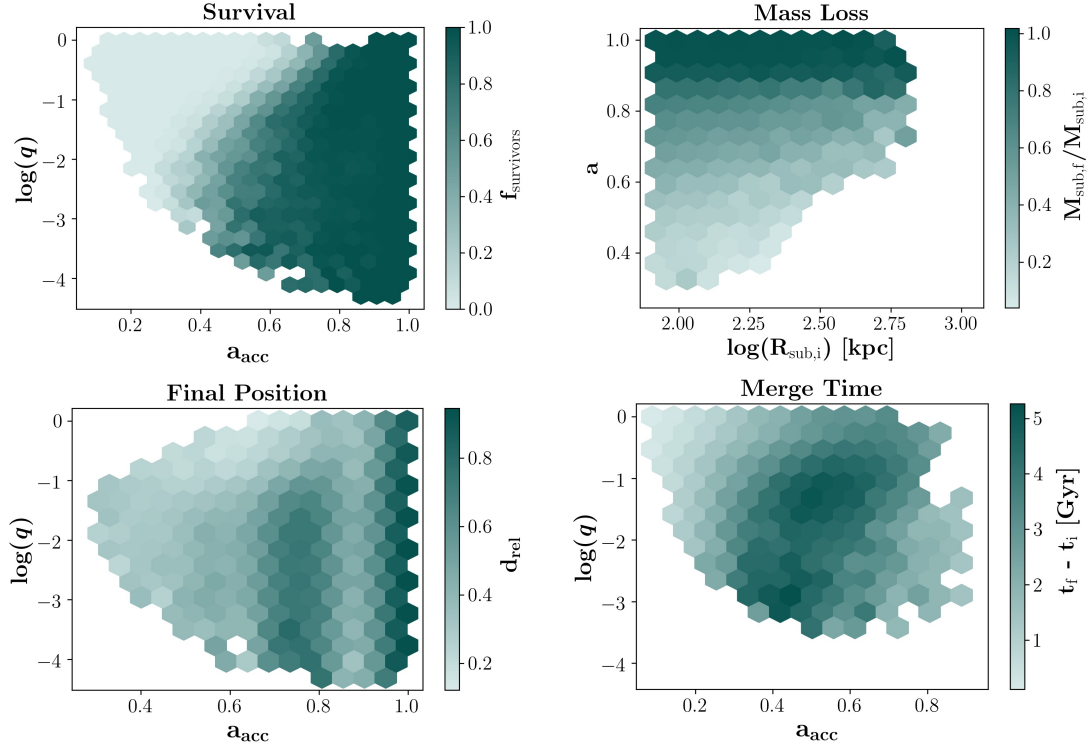 Survival
log(q)
0
−1
−2
−3
−4
0.2 0.4 0.6 0.8 1.0
a_acc
1.0
0.8
0.6
0.4
0.2
0.0
f_survivors
Mass Loss
a
1.0
0.8
0.6
0.4
2.00 2.25 2.50 2.75 3.00
log(R_sub,i) [kpc]
1.0
0.8
0.6
0.4
0.2
M_sub,f/M_sub,i
Final Position
log(q)
0
−1
−2
−3
−4
0.4 0.6 0.8 1.0
a_acc
0.8
0.6
0.4
0.2
d_rel
Merge Time
log(q)
0
−1
−2
−3
−4
0.2 0.4 0.6 0.8
a_acc
5
4
3
2
1
t_f - t_i [Gyr]